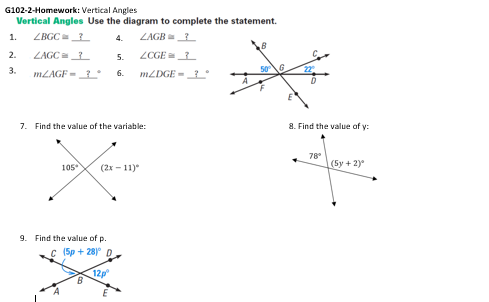 G102-2-Homework: Vertical Angles
Vertical Angles Use the diagram to complete the statement.
1. ∠BGC ≅ _?_ 4. ∠AGB ≅ _?_
2. ∠AGC ≅ _?_ 5. ∠CGE ≅ _?_
3. m∠AGF = _?_° 6. m∠DGE = _?_°
B
C
50° G 22°
A F D
E
7. Find the value of the variable: 8. Find the value of y:
105° (2x − 11)°
78°
(5y + 2)°
9. Find the value of p.
C (5p + 28)° D
12p°
B
A E